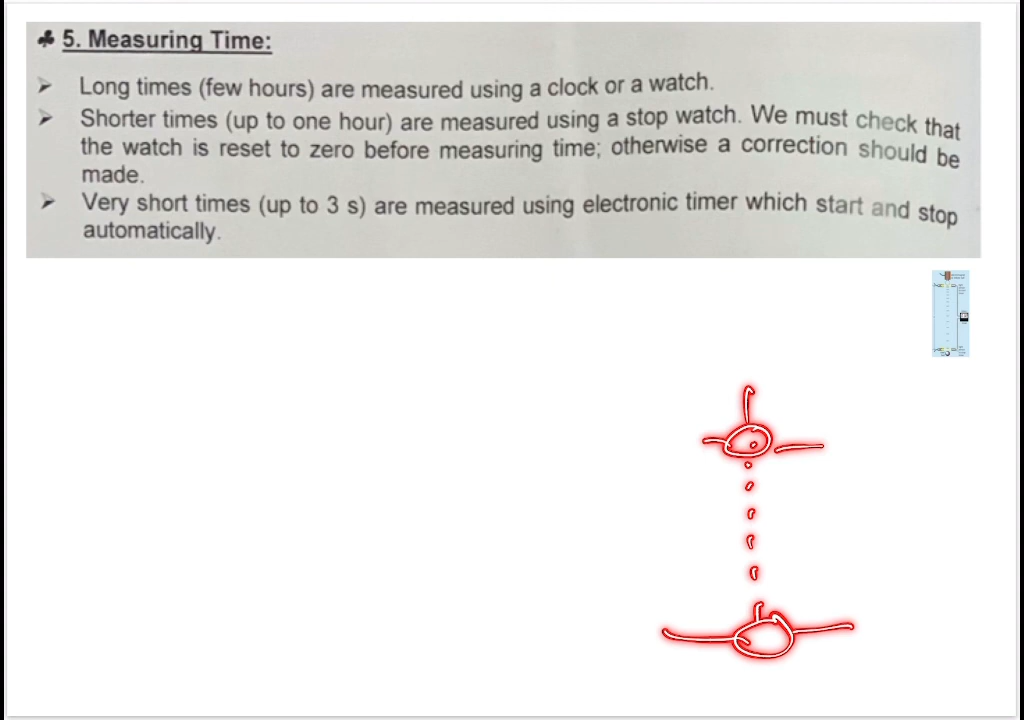 ♣ 5. Measuring Time:
➢ Long times (few hours) are measured using a clock or a watch.
➢ Shorter times (up to one hour) are measured using a stop watch. We must check that
the watch is reset to zero before measuring time; otherwise a correction should be
made.
➢ Very short times (up to 3 s) are measured using electronic timer which start and stop
automatically.